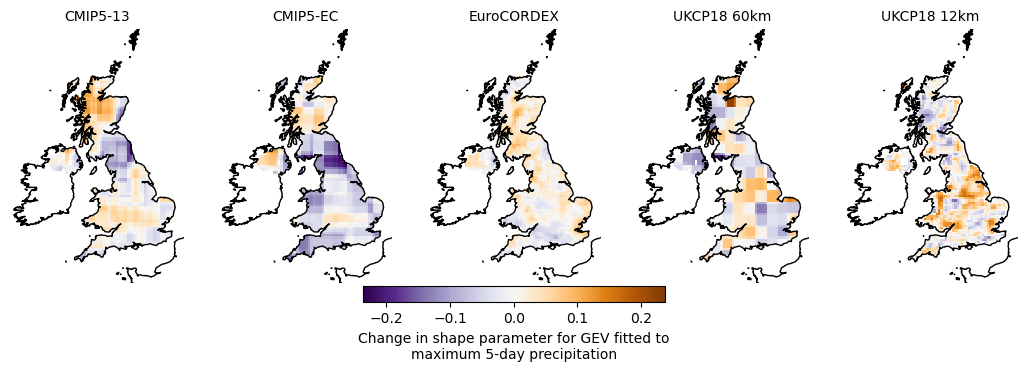 CMIP5-13
CMIP5-EC
EuroCORDEX
UKCP18 60km
UKCP18 12km
−0.2 −0.1 0.0 0.1 0.2
Change in shape parameter for GEV fitted to
maximum 5-day precipitation